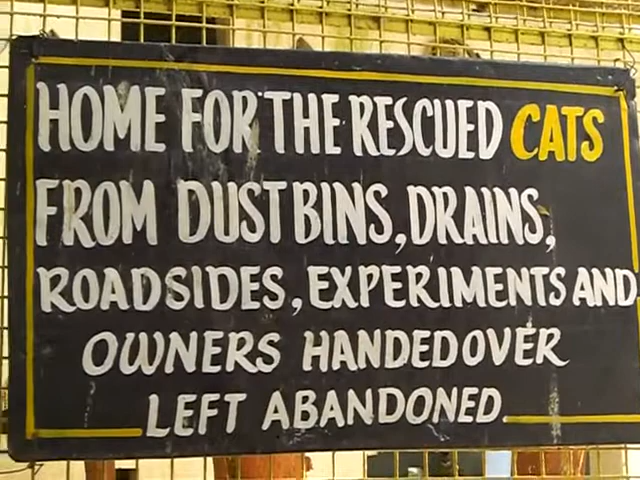 HOME FOR THE RESCUED CATS
FROM DUSTBINS, DRAINS,
ROADSIDES, EXPERIMENTS AND
OWNERS HANDEDOVER
LEFT ABANDONED